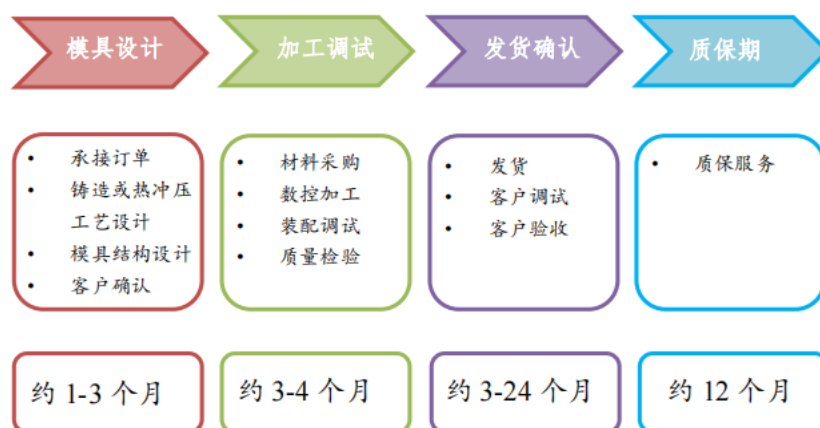 模具设计
加工调试
发货确认
质保期
• 承接订单
• 铸造或热冲压
工艺设计
• 模具结构设计
• 客户确认
• 材料采购
• 数控加工
• 装配调试
• 质量检验
• 发货
• 客户调试
• 客户验收
• 质保服务
约 1-3 个月
约 3-4 个月
约 3-24 个月
约 12 个月